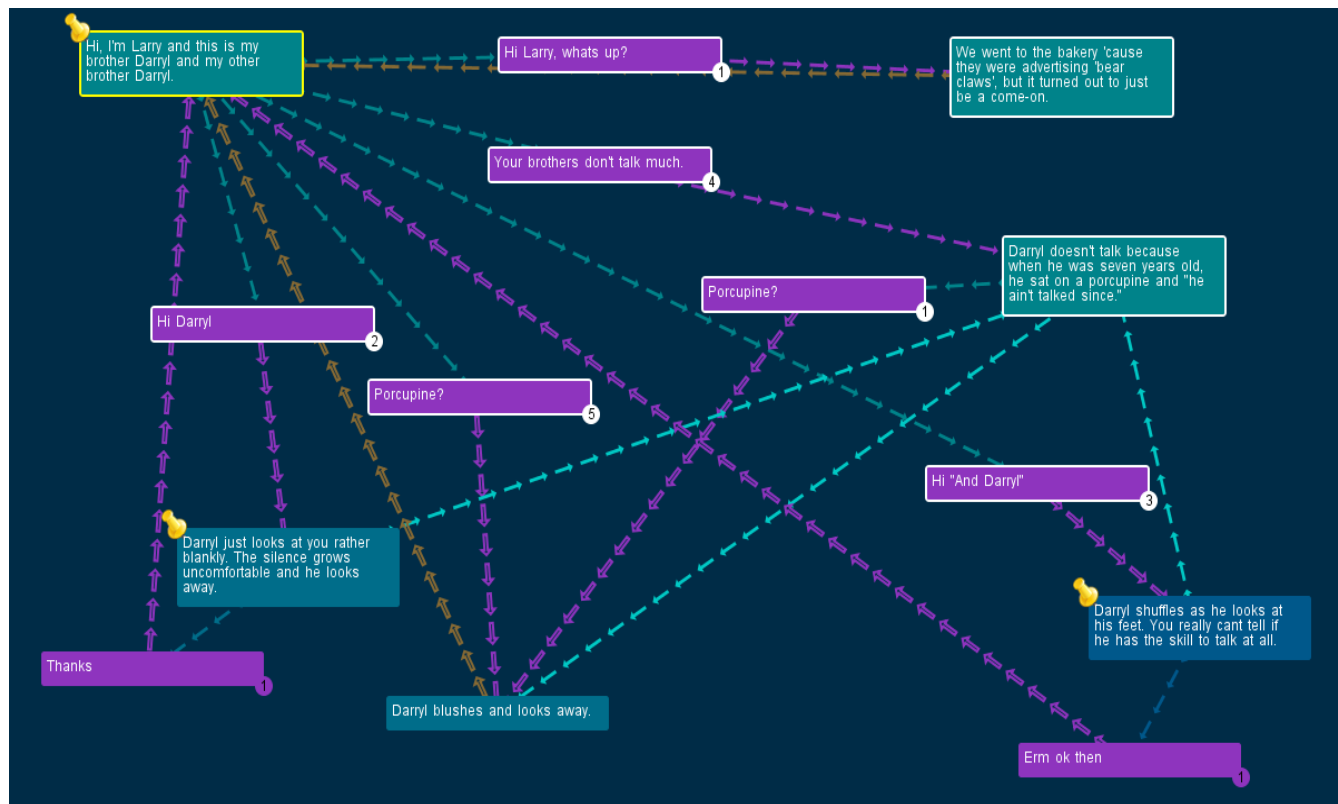 Hi, I'm Larry and this is my
brother Darryl and my other
brother Darryl.
Hi Larry, whats up?
1
We went to the bakery 'cause
they were advertising 'bear
claws', but it turned out to just
be a come-on.
Your brothers don't talk much.
4
Darryl doesn't talk because
when he was seven years old,
he sat on a porcupine and "he
ain't talked since."
Porcupine?
1
Hi Darryl
2
Porcupine?
5
Hi "And Darryl"
3
Darryl just looks at you rather
blankly. The silence grows
uncomfortable and he looks
away.
Darryl shuffles as he looks at
his feet. You really cant tell if
he has the skill to talk at all.
Thanks
1
Darryl blushes and looks away.
Erm ok then
1